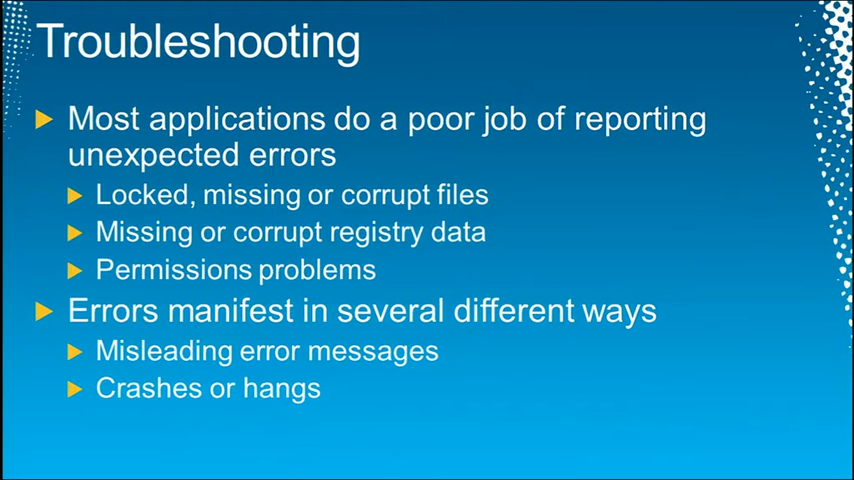 Troubleshooting
Most applications do a poor job of reporting
unexpected errors
Locked, missing or corrupt files
Missing or corrupt registry data
Permissions problems
Errors manifest in several different ways
Misleading error messages
Crashes or hangs